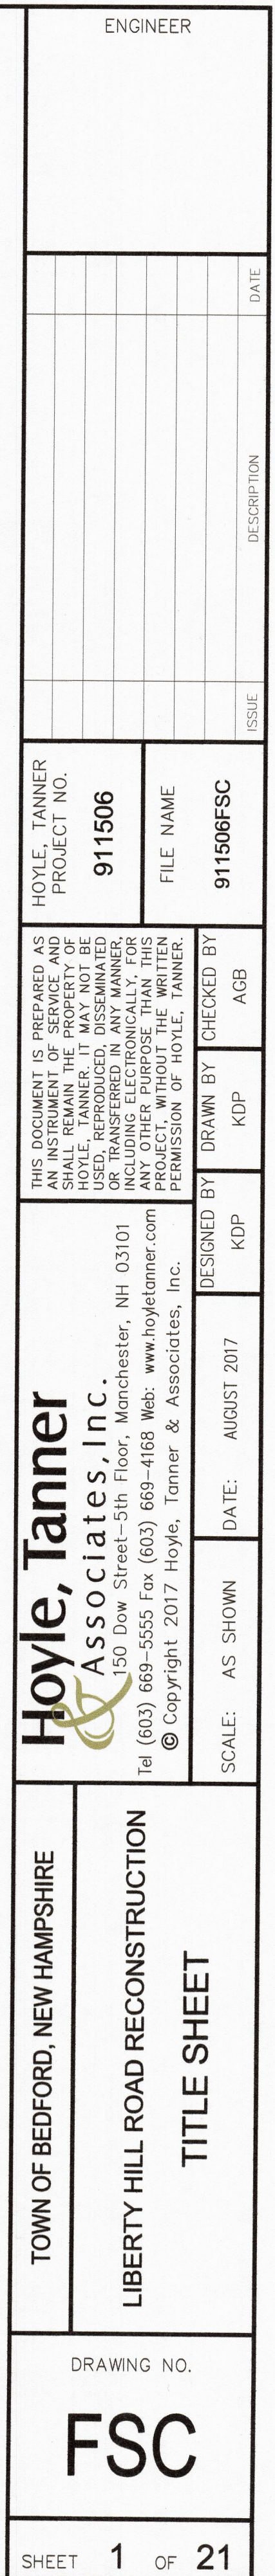 ENGINEER
DATE
DESCRIPTION
ISSUE
HOYLE, TANNER
PROJECT NO.
911506
FILE NAME
911506FSC
THIS DOCUMENT IS PREPARED AS
AN INSTRUMENT OF SERVICE AND
SHALL REMAIN THE PROPERTY OF
HOYLE, TANNER. IT MAY NOT BE
USED, REPRODUCED, DISSEMINATED
OR TRANSFERRED IN ANY MANNER,
INCLUDING ELECTRONICALLY, FOR
ANY OTHER PURPOSE THAN THIS
PROJECT, WITHOUT THE WRITTEN
PERMISSION OF HOYLE, TANNER.
CHECKED BY
AGB
DRAWN BY
KDP
DESIGNED BY
KDP
Hoyle, Tanner
& Associates, Inc.
150 Dow Street-5th Floor, Manchester, NH 03101
Tel (603) 669-5555 Fax (603) 669-4168 Web: www.hoyletanner.com
© Copyright 2017 Hoyle, Tanner & Associates, Inc.
DATE: AUGUST 2017
SCALE: AS SHOWN
TOWN OF BEDFORD, NEW HAMPSHIRE
LIBERTY HILL ROAD RECONSTRUCTION
TITLE SHEET
DRAWING NO.
FSC
SHEET 1 OF 21